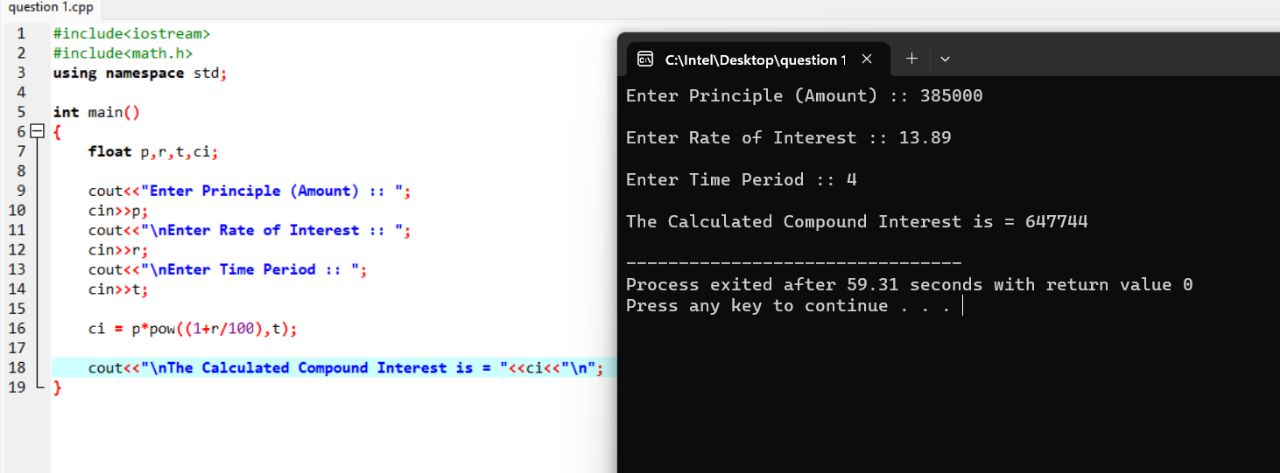 question 1.cpp
1 #include<iostream>
2 #include<math.h>
3 using namespace std;
4
5 int main()
6 {
7 float p,r,t,ci;
8
9 cout<<"Enter Principle (Amount) :: ";
10 cin>>p;
11 cout<<"\nEnter Rate of Interest :: ";
12 cin>>r;
13 cout<<"\nEnter Time Period :: ";
14 cin>>t;
15
16 ci = p*pow((1+r/100),t);
17
18 cout<<"\nThe Calculated Compound Interest is = "<<ci<<"\n";
19 }
C:\Intel\Desktop\question 1
Enter Principle (Amount) :: 385000
Enter Rate of Interest :: 13.89
Enter Time Period :: 4
The Calculated Compound Interest is = 647744
--------------------------------
Process exited after 59.31 seconds with return value 0
Press any key to continue . . .